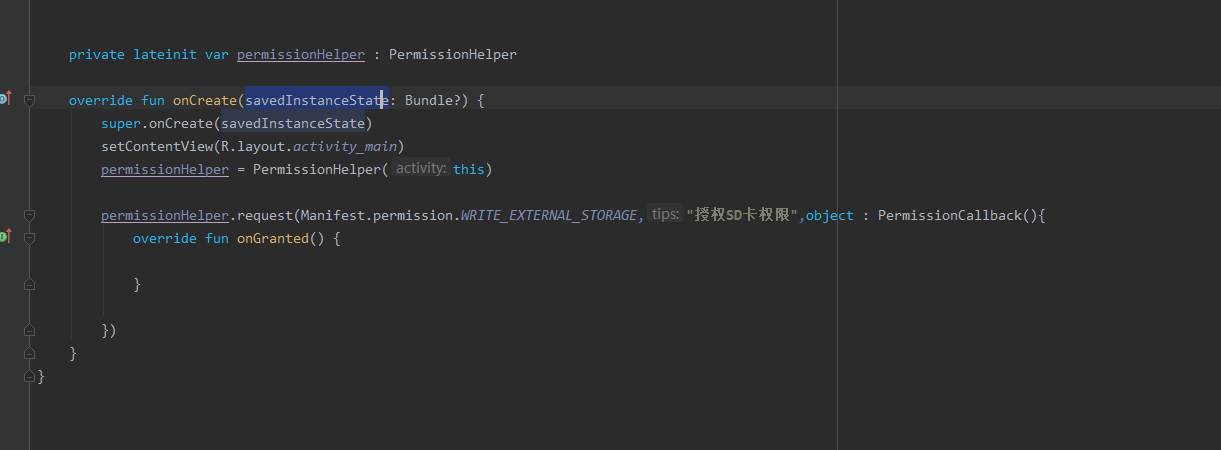 private lateinit var permissionHelper : PermissionHelper
override fun onCreate(savedInstanceState: Bundle?) {
super.onCreate(savedInstanceState)
setContentView(R.layout.activity_main)
permissionHelper = PermissionHelper( activity: this)
permissionHelper.request(Manifest.permission.WRITE_EXTERNAL_STORAGE, tips: "授权SD卡权限",object : PermissionCallback(){
override fun onGranted() {
}
})
}
}